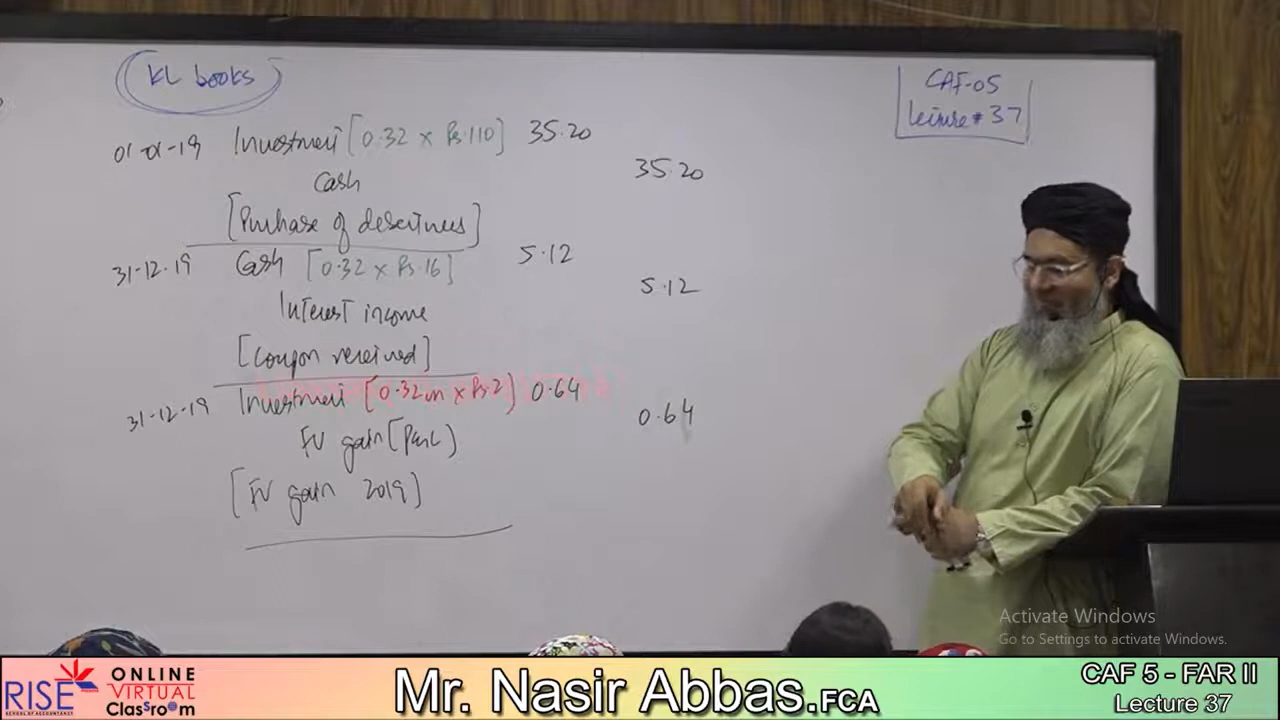 KL books
CAF-05
Lecture # 37
01-01-19 Investment [0.32 x Rs.110] 35.20
Cash 35.20
[Purchase of debentures]
31-12-19 Cash [0.32 x Rs.16] 5.12
Interest income 5.12
[Coupon received]
31-12-19 Investment [0.32m x Rs.2] 0.64
FV gain (P&L) 0.64
[FV gain 2019]
Activate Windows
Go to Settings to activate Windows.
RISE
SCHOOL OF ACCOUNTANCY
ONLINE
VIRTUAL
Classroom
Mr. Nasir Abbas.FCA
CAF 5 - FAR II
Lecture 37